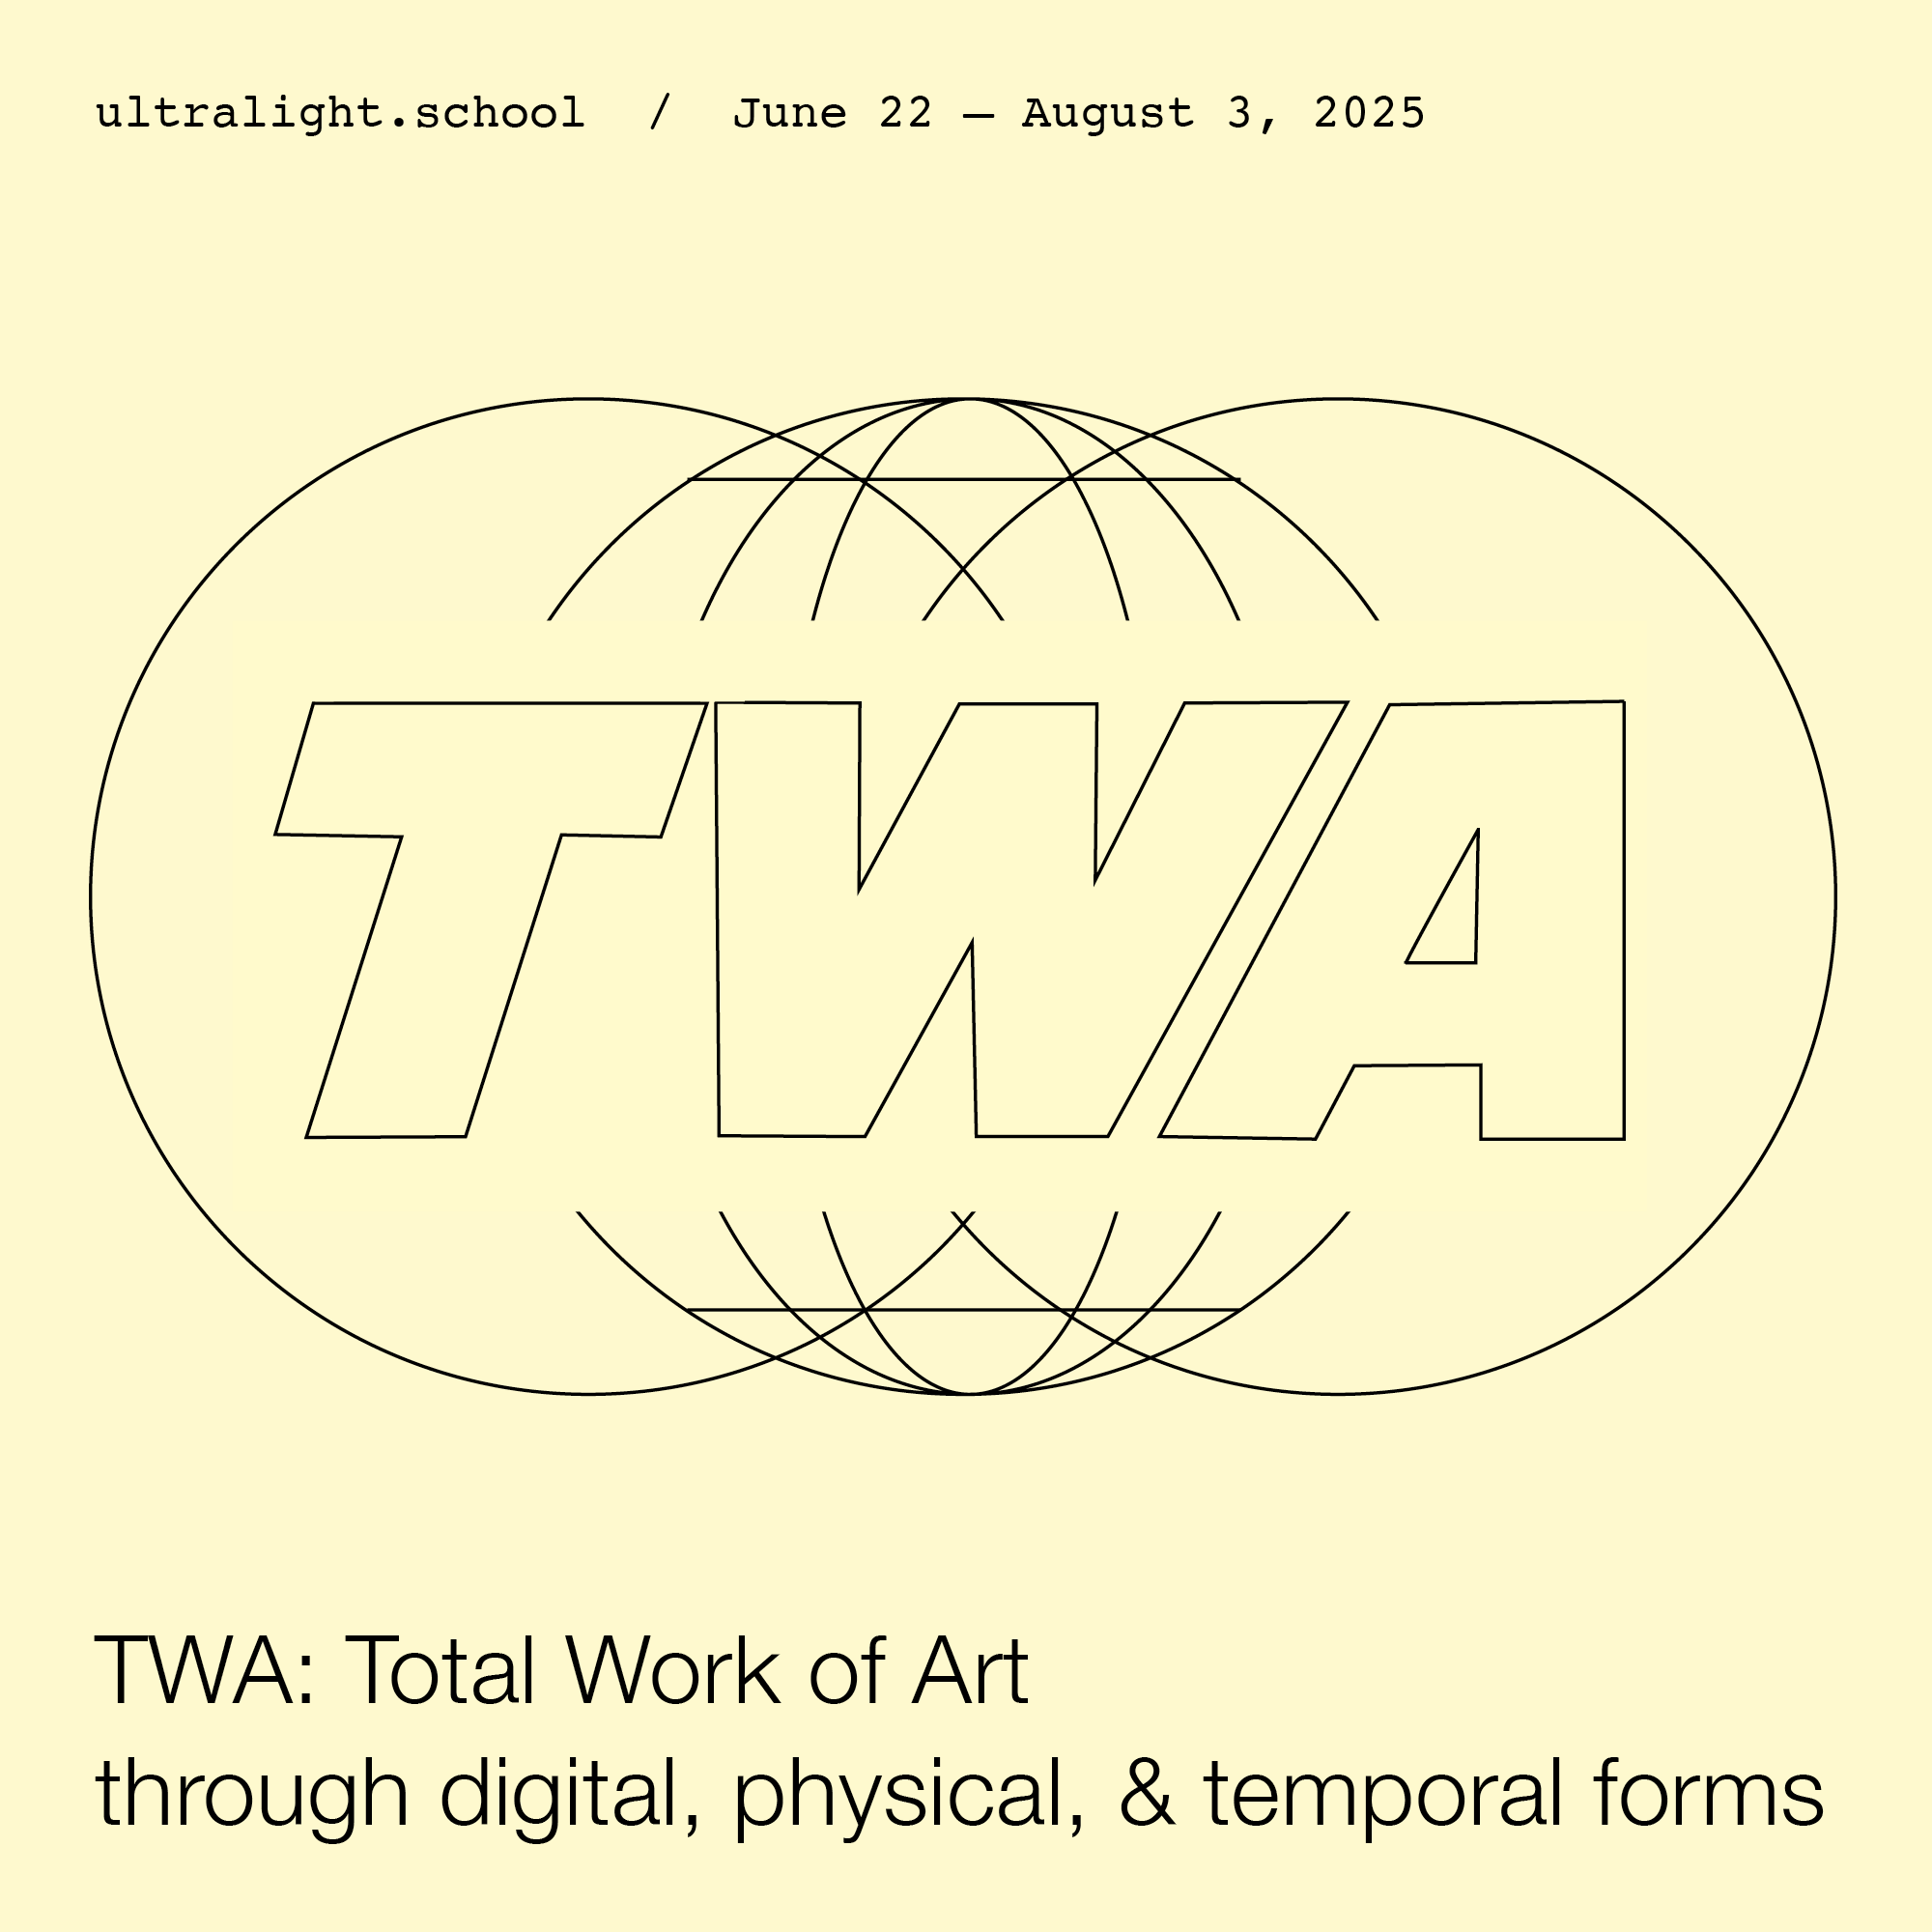 ultralight.school / June 22 — August 3, 2025
TWA
TWA: Total Work of Art
through digital, physical, & temporal forms